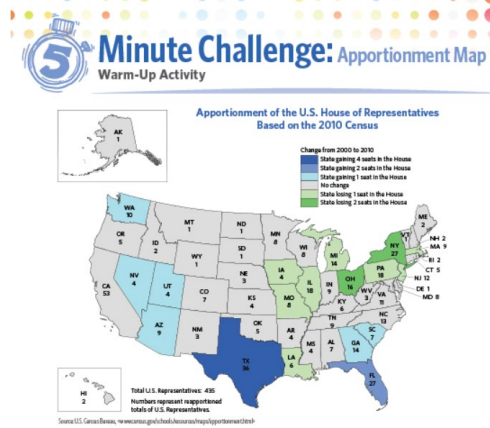 5 Minute Challenge: Apportionment Map
Warm-Up Activity
Apportionment of the U.S. House of Representatives
Based on the 2010 Census
Change from 2000 to 2010
State gaining 4 seats in the House
State gaining 2 seats in the House
State gaining 1 seat in the House
No change
State losing 1 seat in the House
State losing 2 seats in the House
AK
1
WA
10
OR
5
CA
53
NV
4
ID
2
MT
1
WY
1
UT
4
AZ
9
CO
7
NM
3
ND
1
SD
1
NE
3
KS
4
OK
5
TX
36
MN
8
IA
4
MO
8
AR
4
LA
6
WI
8
IL
18
MI
14
IN
9
OH
16
KY
6
TN
9
MS
4
AL
7
GA
14
FL
27
SC
7
NC
13
VA
11
WV
3
PA
18
NY
27
VT
1
ME
2
NH 2
MA 9
RI 2
CT 5
NJ 12
DE 1
MD 8
HI
2
Total U.S. Representatives: 435
Numbers represent reapportioned
totals of U.S. Representatives.
Source: U.S. Census Bureau, <www.census.gov/schools/resources/maps/apportionment.html>